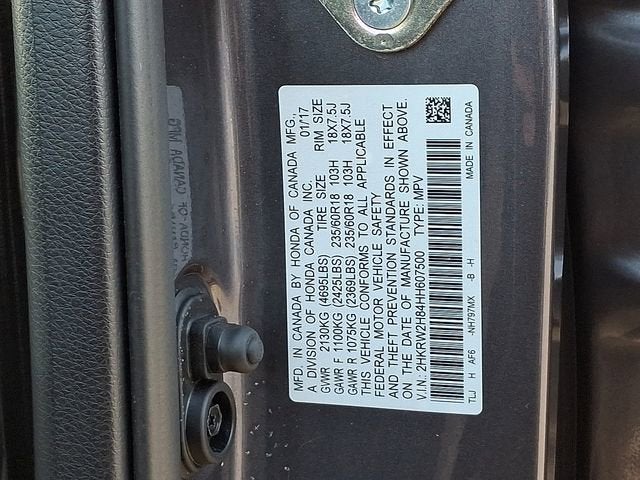 MFD. IN CANADA BY HONDA OF CANADA MFG.,
A DIVISION OF HONDA CANADA INC. 01/17
GVWR 2130KG (4695LBS) TIRE SIZE RIM SIZE
GAWR F 1100KG (2425LBS) 235/60R18 103H 18X7.5J
GAWR R 1075KG (2369LBS) 235/60R18 103H 18X7.5J
THIS VEHICLE CONFORMS TO ALL APPLICABLE
FEDERAL MOTOR VEHICLE SAFETY
AND THEFT PREVENTION STANDARDS IN EFFECT
ON THE DATE OF MANUFACTURE SHOWN ABOVE.
V.I.N. 2HKRW2H84HH607500 TYPE: MPV
TLJ H AF6 -NH797MX -B -H MADE IN CANADA